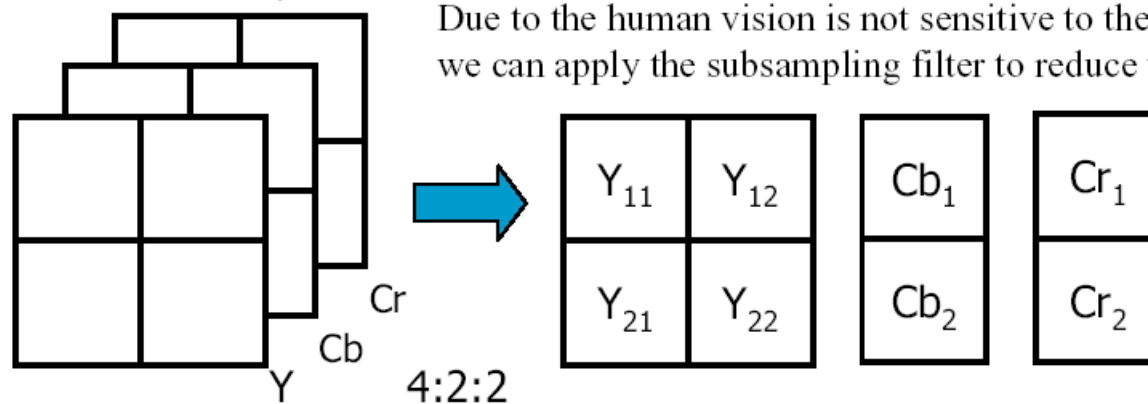 Due to the human vision is not sensitive to the
we can apply the subsampling filter to reduce
Y₁₁ Y₁₂ Cb₁ Cr₁
Y₂₁ Y₂₂ Cb₂ Cr₂
Cr
Cb
Y 4:2:2